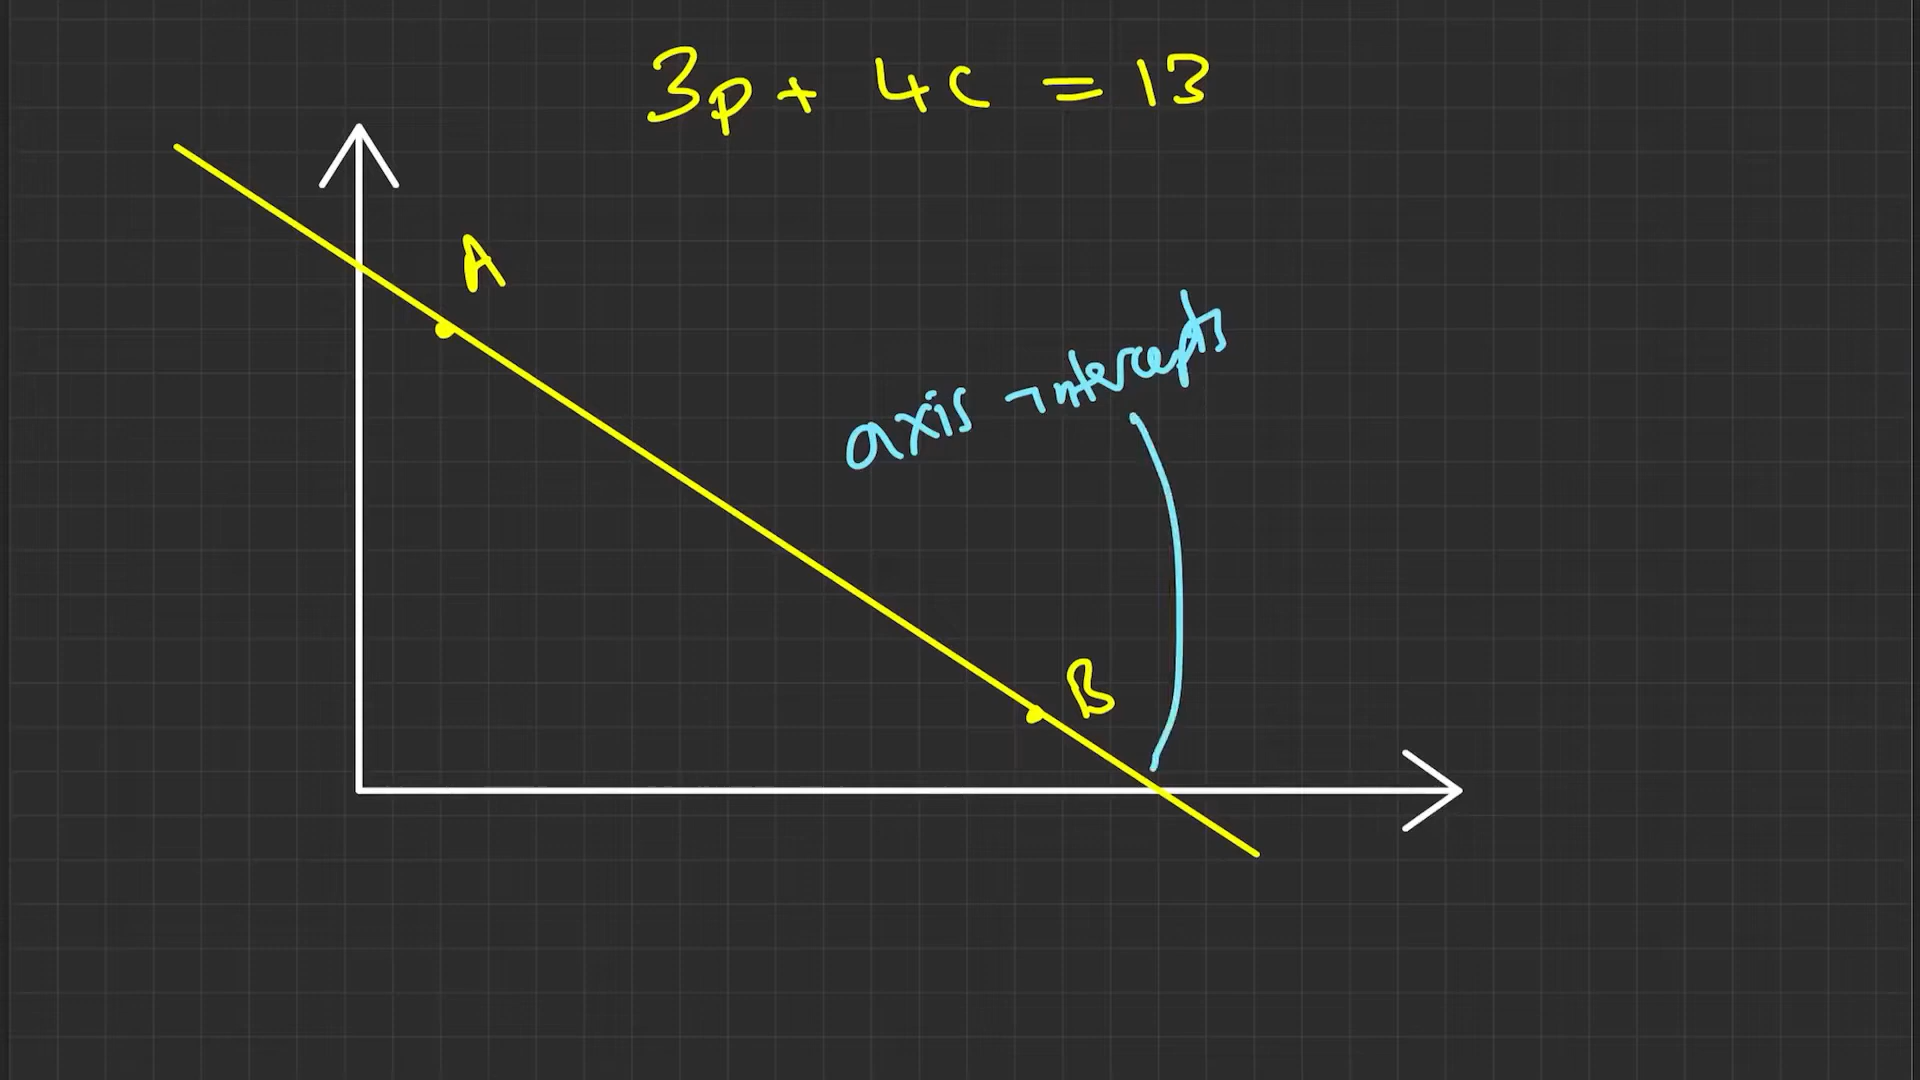 3p + 4c = 13
A
axis intercepts
B